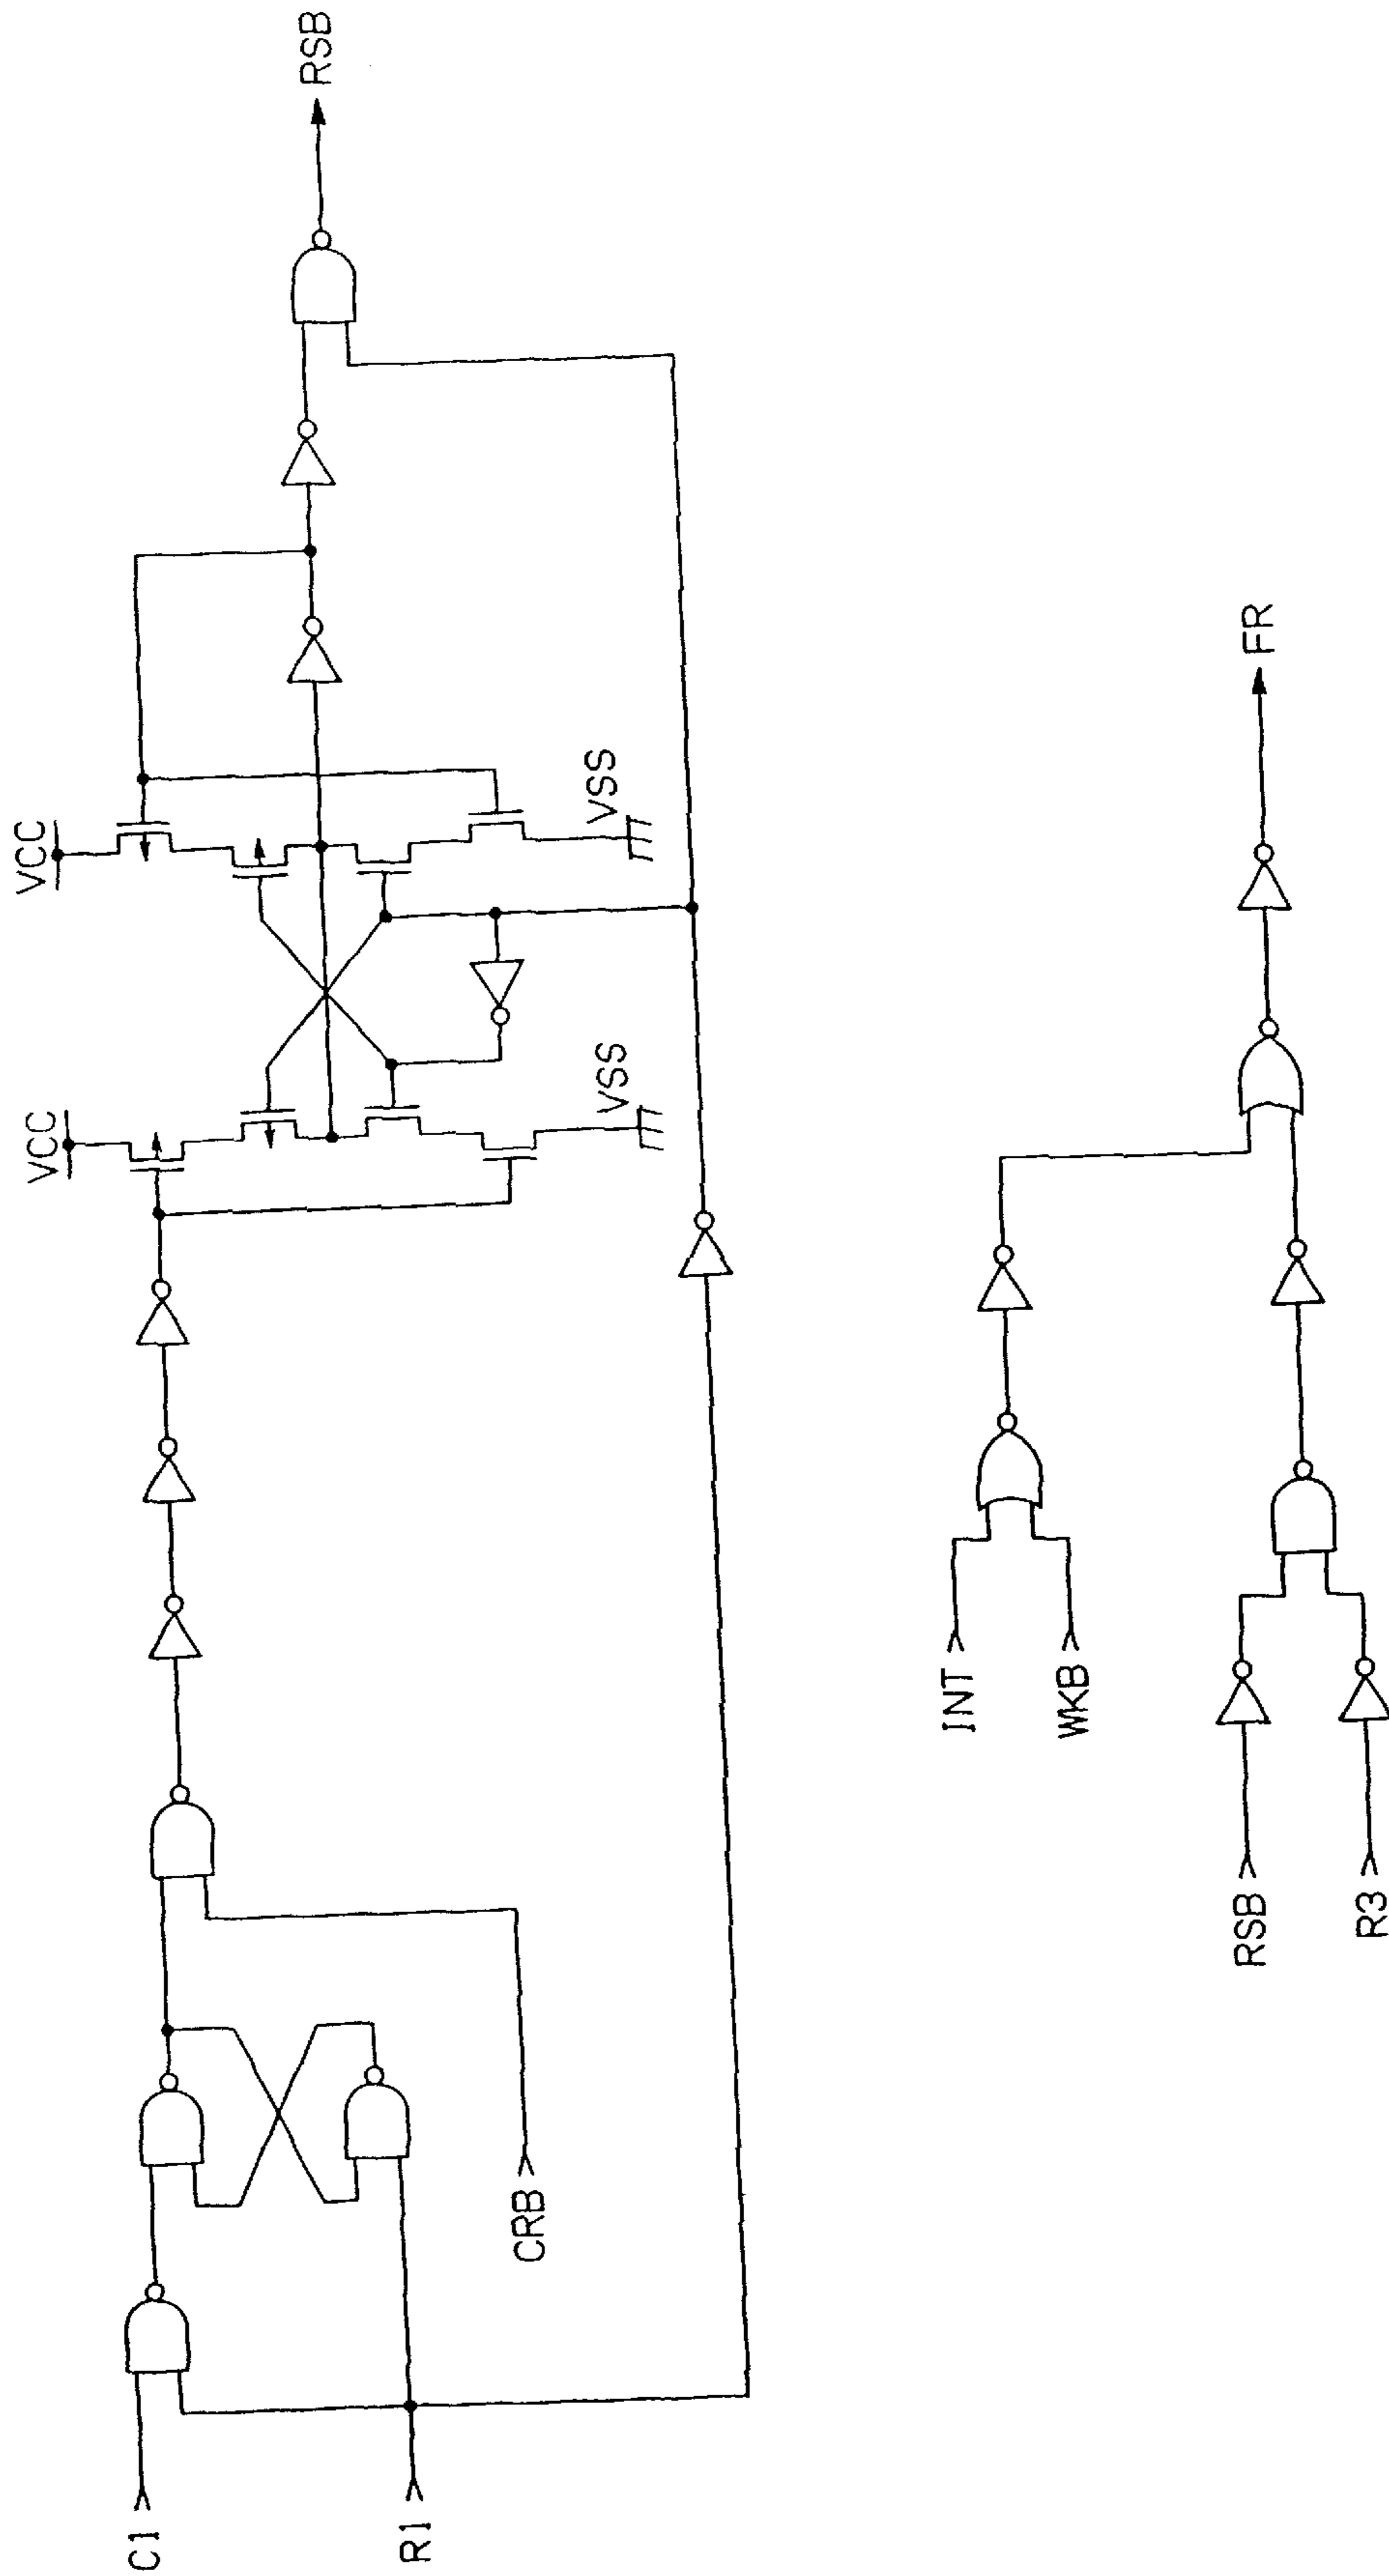 C1
R1
CRB
VCC
VSS
VCC
VSS
RSB
INT
WKB
RSB
R3
FR